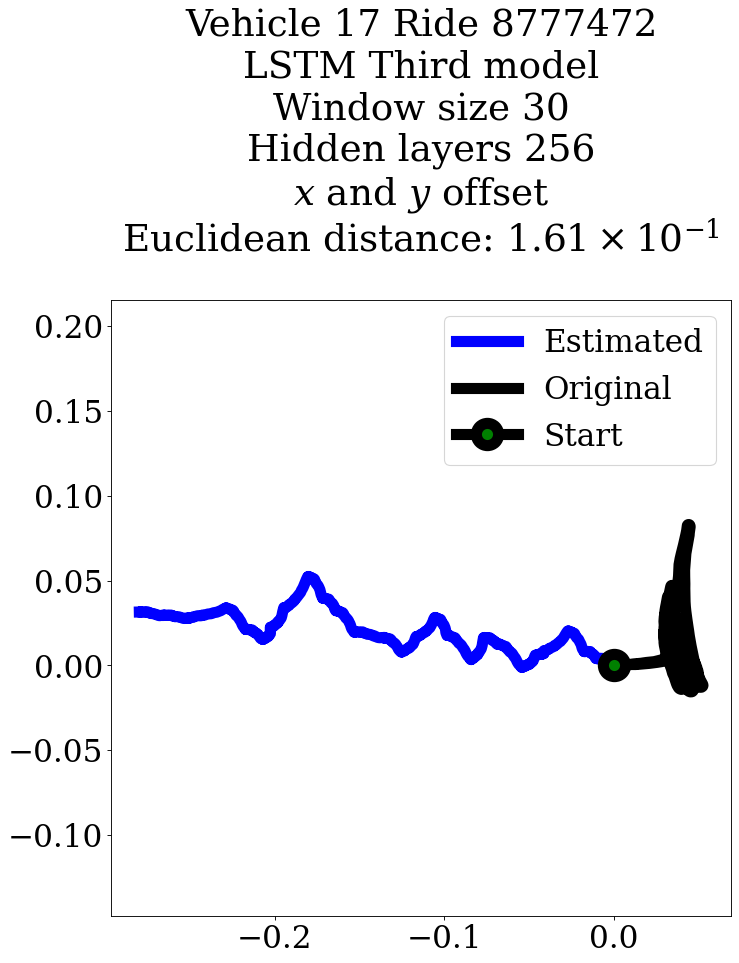 Vehicle 17 Ride 8777472
LSTM Third model
Window size 30
Hidden layers 256
x and y offset
Euclidean distance: 1.61 × 10⁻¹
Estimated
Original
Start
0.20
0.15
0.10
0.05
0.00
−0.05
−0.10
−0.2
−0.1
0.0